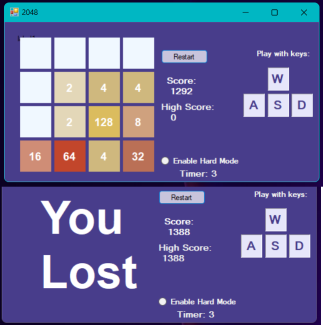 2048
Restart
Play with keys:
Score:
1292
High Score:
0
W
A S D
2 4 4
2 128 8
16 64 4 32
Enable Hard Mode
Timer: 3
You
Lost
Restart
Play with keys:
Score:
1388
High Score:
1388
W
A S D
Enable Hard Mode
Timer: 3